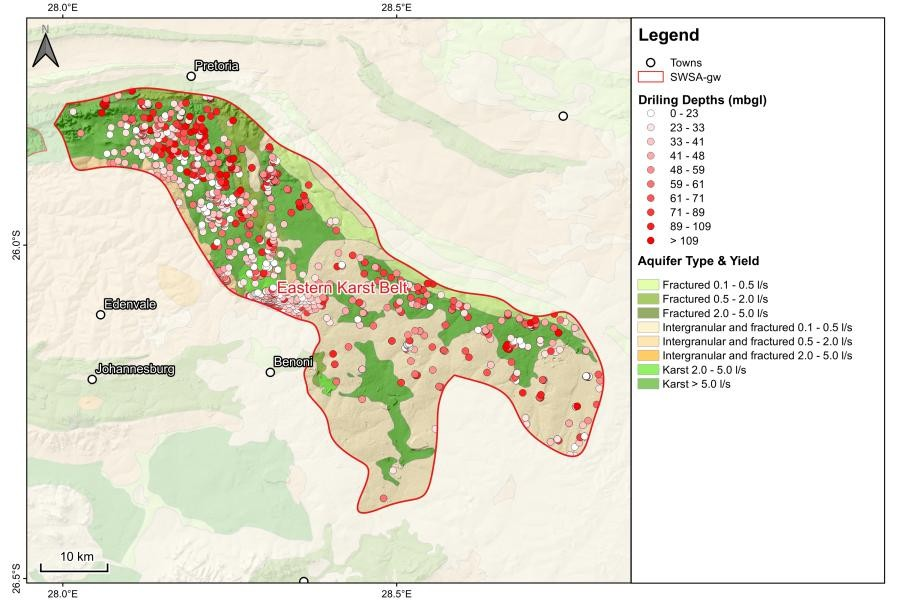 28.0°E
28.5°E
N
Pretoria
26.0°S
Eastern Karst Belt
Edenvale
Johannesburg
Benoni
10 km
26.5°S
28.0°E
28.5°E
Legend
Towns
SWSA-gw
Driling Depths (mbgl)
0 - 23
23 - 33
33 - 41
41 - 48
48 - 59
59 - 61
61 - 71
71 - 89
89 - 109
> 109
Aquifer Type & Yield
Fractured 0.1 - 0.5 l/s
Fractured 0.5 - 2.0 l/s
Fractured 2.0 - 5.0 l/s
Intergranular and fractured 0.1 - 0.5 l/s
Intergranular and fractured 0.5 - 2.0 l/s
Intergranular and fractured 2.0 - 5.0 l/s
Karst 2.0 - 5.0 l/s
Karst > 5.0 l/s